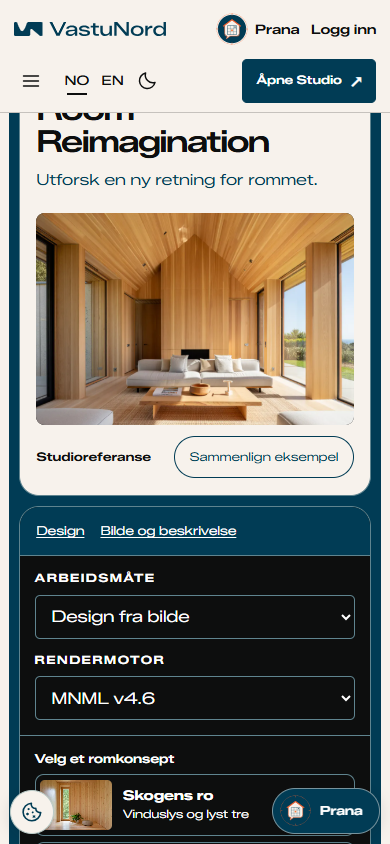 VastuNord
Prana Logg inn
NO EN
Åpne Studio ↗
Room
Reimagination
Utforsk en ny retning for rommet.
Studioreferanse
Sammenlign eksempel
Design Bilde og beskrivelse
ARBEIDSMÅTE
Design fra bilde
RENDERMOTOR
MNML v4.6
Velg et romkonsept
Skogens ro
Vinduslys og lyst tre
Prana